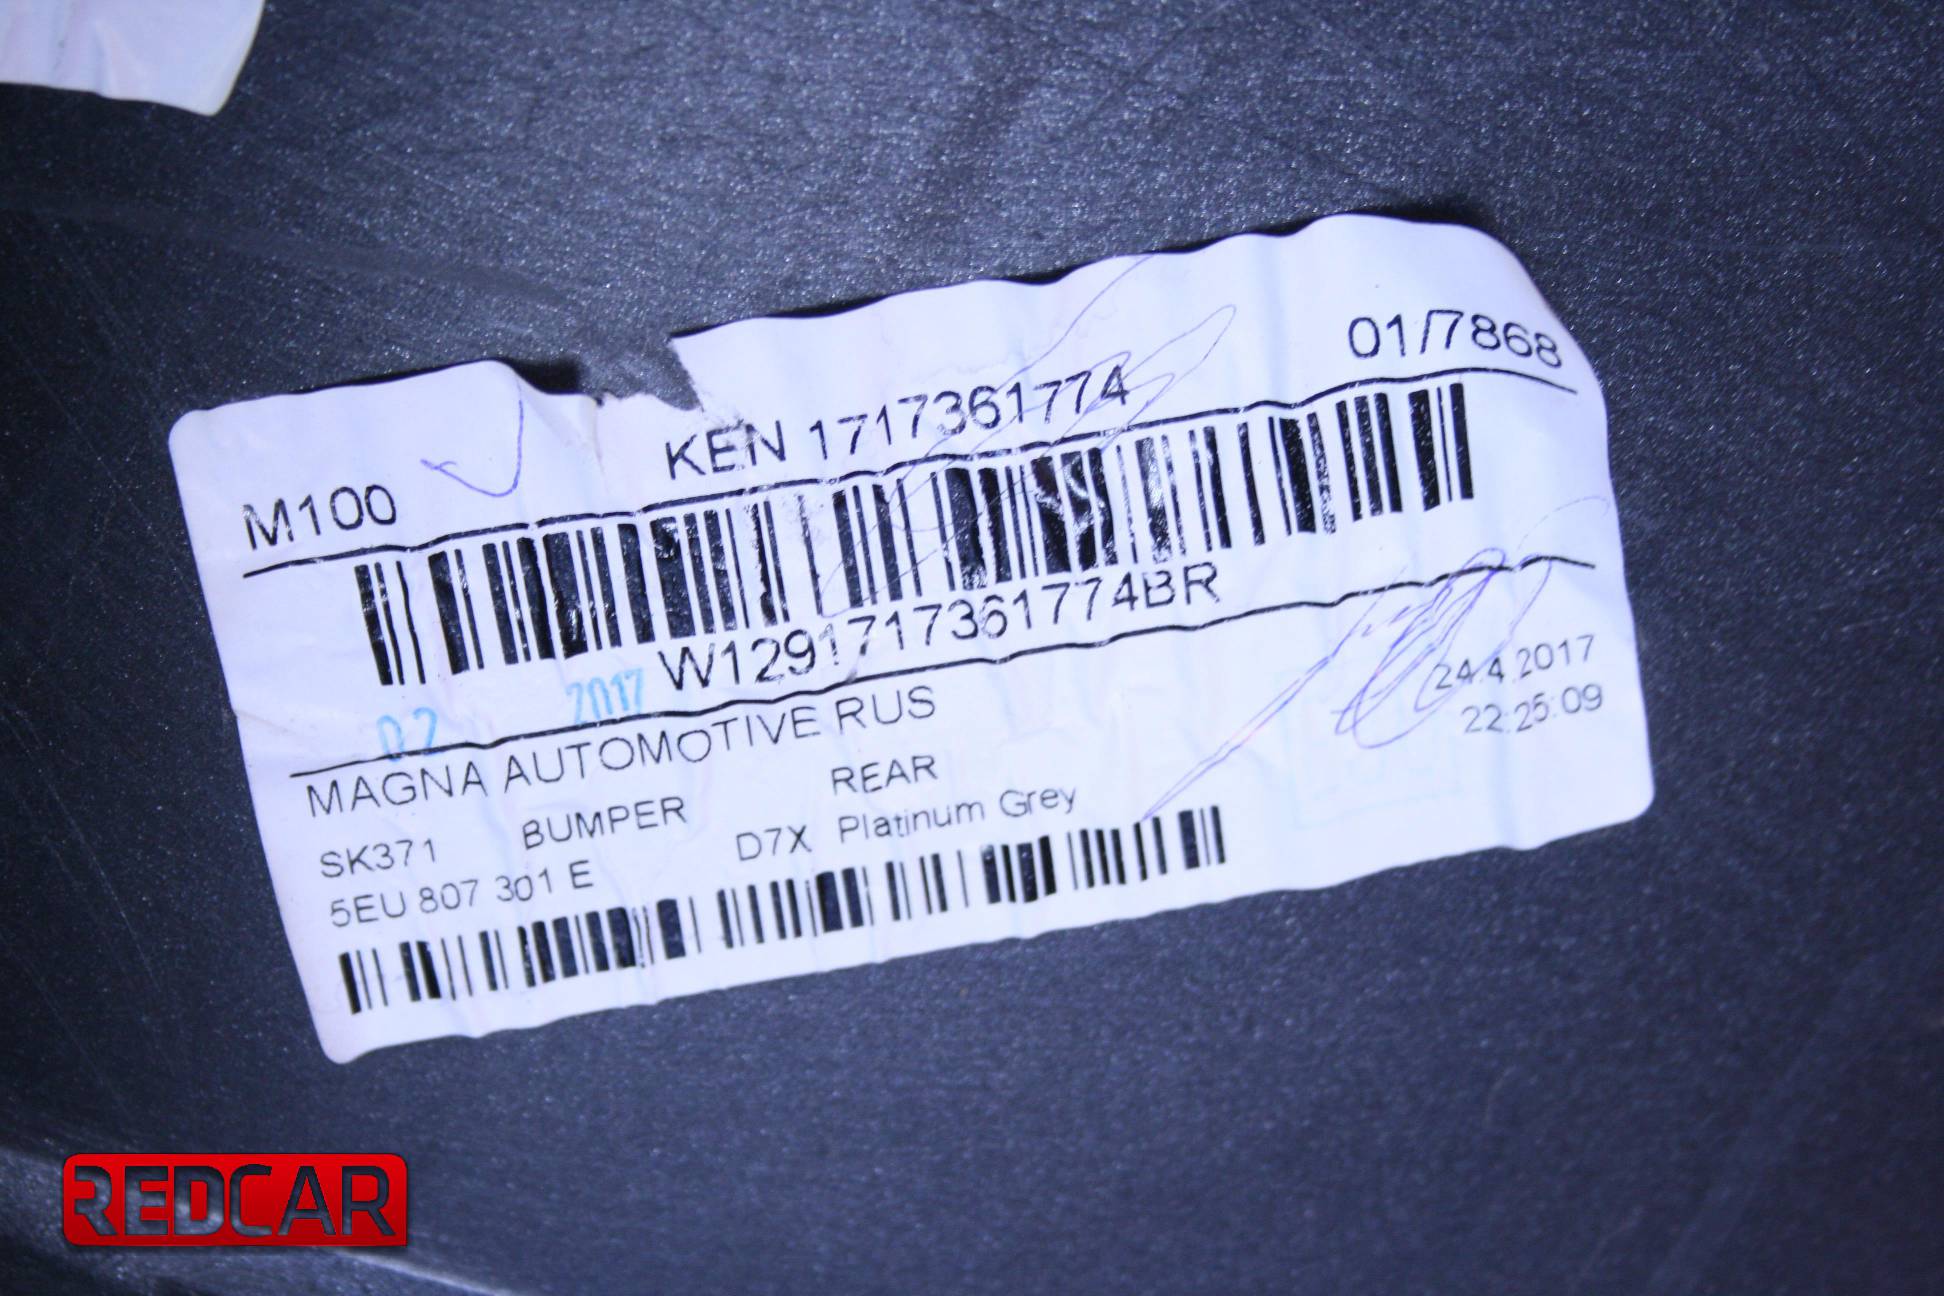 M100 KEN 1717361774 01/7868
W1291717361774BR
02 2017
MAGNA AUTOMOTIVE RUS 24.4.2017
SK371 BUMPER REAR 22:25:09
5EU 807 301 E D7X Platinum Grey
REDCAR